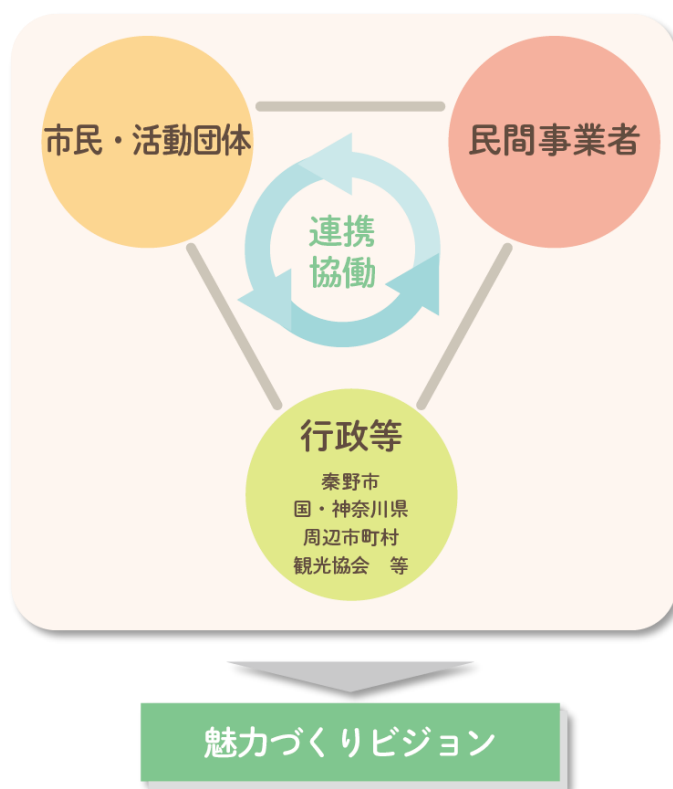 市民・活動団体
民間事業者
連携
協働
行政等
秦野市
国・神奈川県
周辺市町村
観光協会　等
魅力づくりビジョン